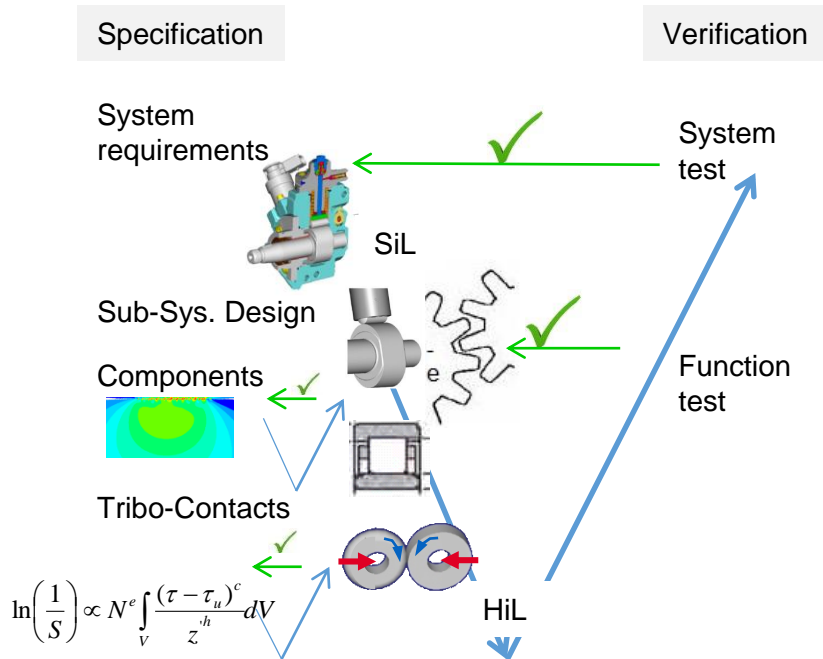 Specification
Verification
System
requirements
System
test
SiL
Sub-Sys. Design
-
e
Components
Function
test
Tribo-Contacts
HiL
ln(1/S) ∝ N^e ∫_V (τ − τ_u)^c / z'^h dV